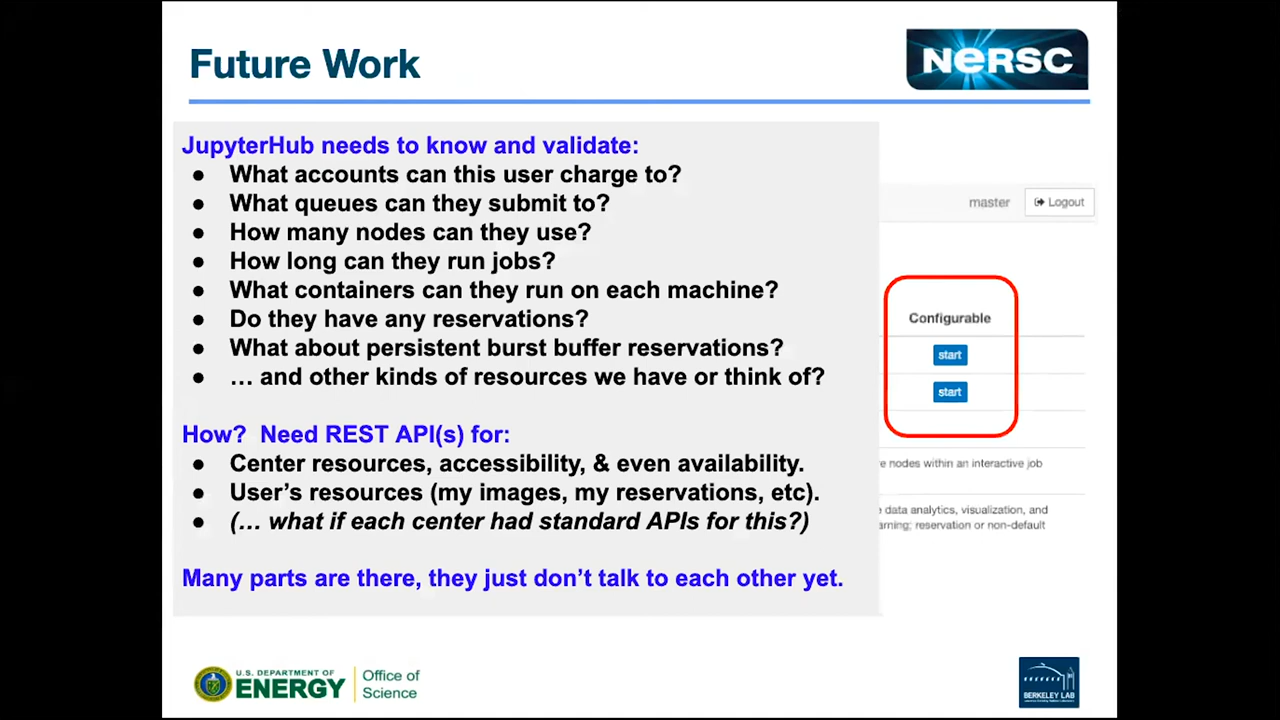 Future Work
NERSC
JupyterHub needs to know and validate:
● What accounts can this user charge to?
● What queues can they submit to?
● How many nodes can they use?
● How long can they run jobs?
● What containers can they run on each machine?
● Do they have any reservations?
● What about persistent burst buffer reservations?
● … and other kinds of resources we have or think of?
How? Need REST API(s) for:
● Center resources, accessibility, & even availability.
● User’s resources (my images, my reservations, etc).
● (… what if each center had standard APIs for this?)
Many parts are there, they just don’t talk to each other yet.
master
Logout
Configurable
start
start
nodes within an interactive job
data analytics, visualization, and
reservation or non-default
U.S. DEPARTMENT OF
ENERGY
Office of
Science
BERKELEY LAB